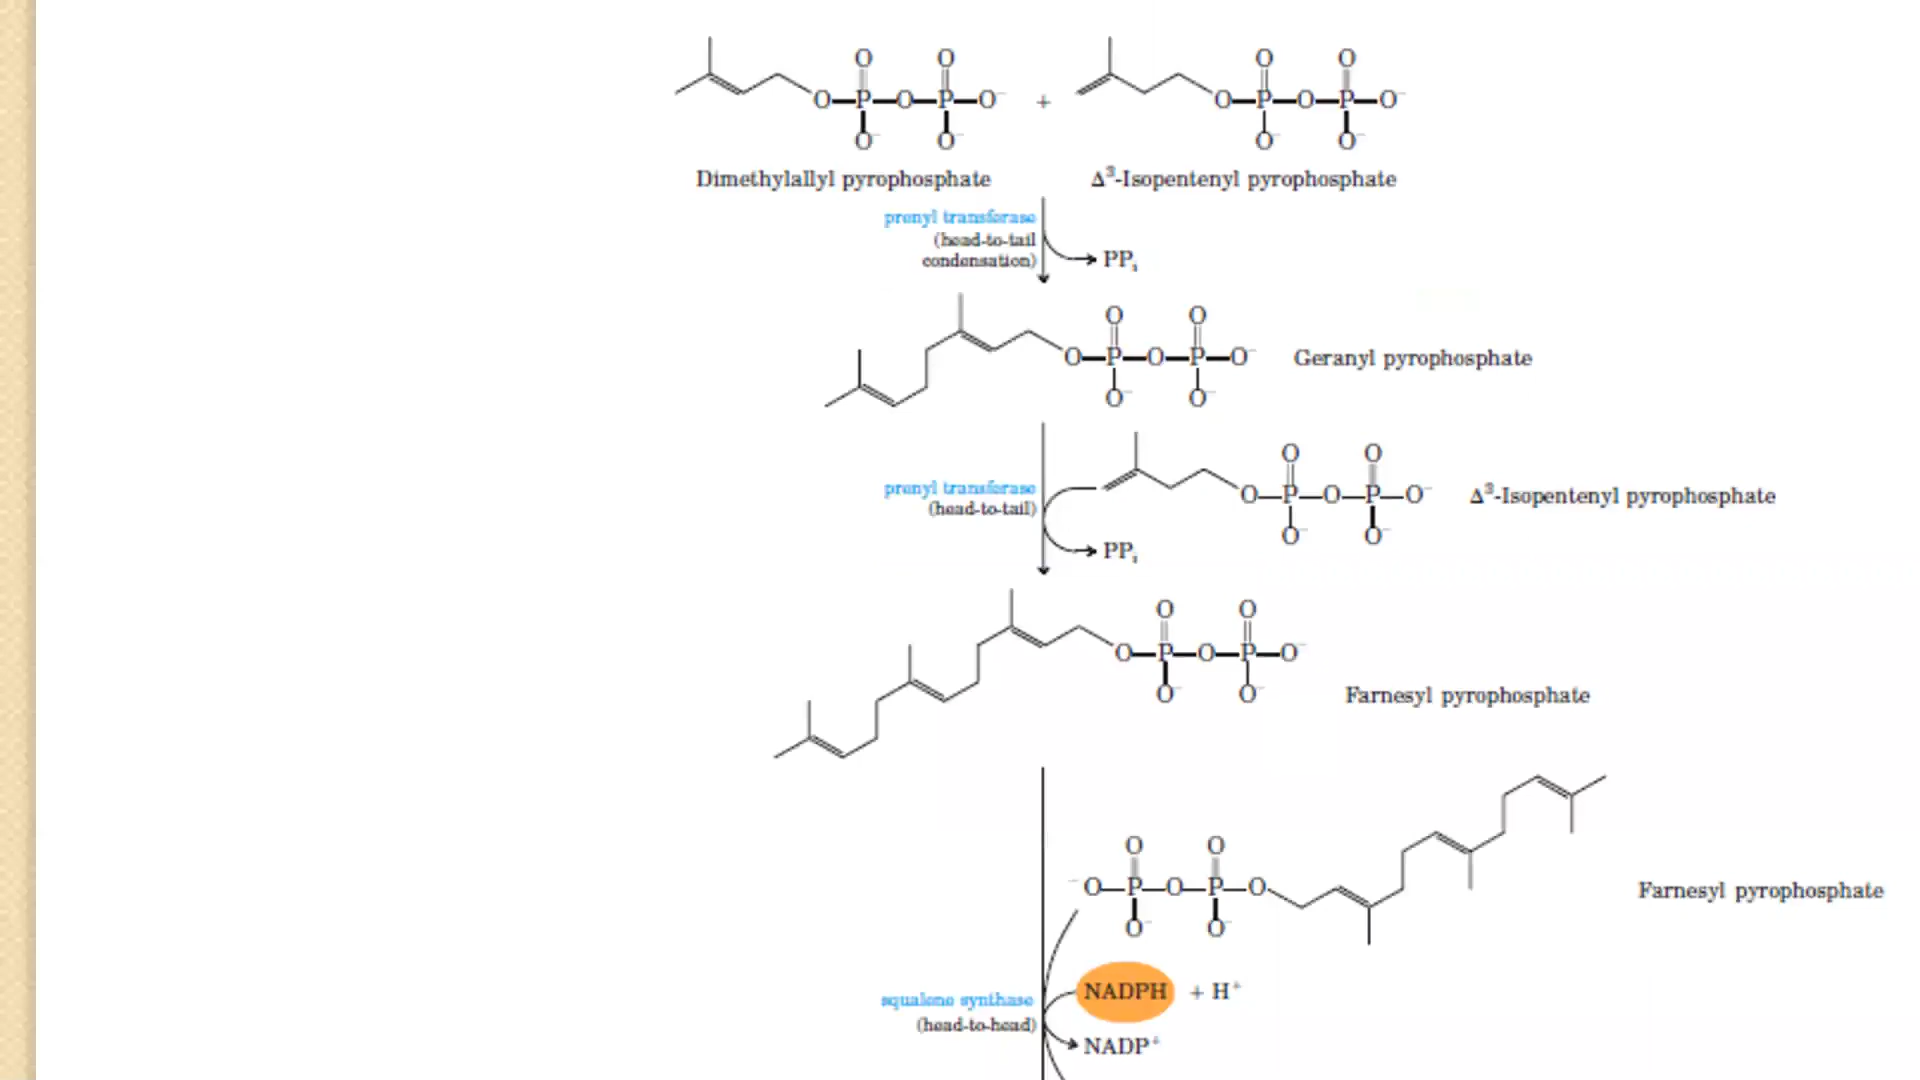 O O O O
O–P–O–P–O⁻ + O–P–O–P–O⁻
O⁻ O⁻ O⁻ O⁻
Dimethylallyl pyrophosphate Δ³-Isopentenyl pyrophosphate
prenyl transferase
(head-to-tail
condensation)
PPᵢ
O O
O–P–O–P–O⁻ Geranyl pyrophosphate
O⁻ O⁻
O O
prenyl transferase
(head-to-tail)
O–P–O–P–O⁻ Δ³-Isopentenyl pyrophosphate
O⁻ O⁻
PPᵢ
O O
O–P–O–P–O⁻
O⁻ O⁻
Farnesyl pyrophosphate
O O
⁻O–P–O–P–O Farnesyl pyrophosphate
O⁻ O⁻
NADPH + H⁺
squalene synthase
(head-to-head)
NADP⁺